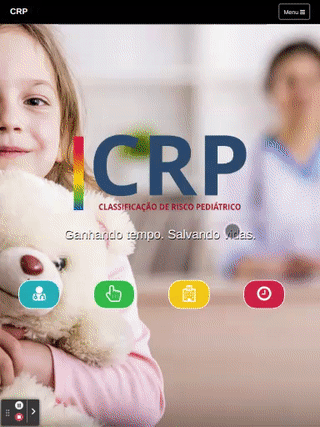 CRP
Menu
CRP
CLASSIFICAÇÃO DE RISCO PEDIÁTRICO
Ganhando tempo. Salvando vidas.